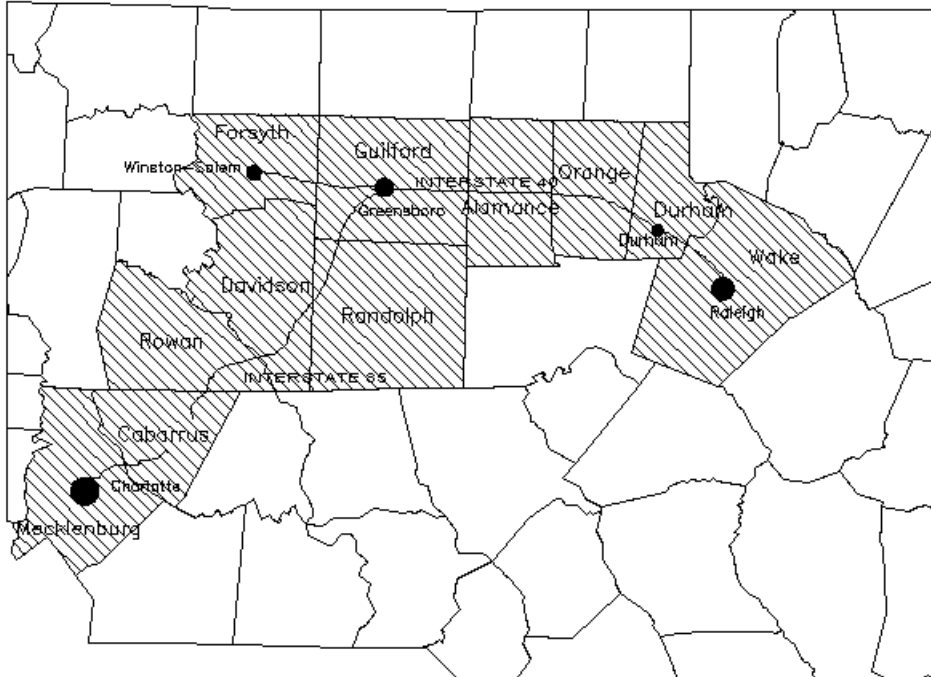 Forsyth
Guilford
Winston-Salem
Orange
INTERSTATE 40
Greensboro
Alamance
Durham
Durham
Wake
Davidson
Randolph
Raleigh
Rowan
INTERSTATE 85
Cabarrus
Charlotte
Mecklenburg